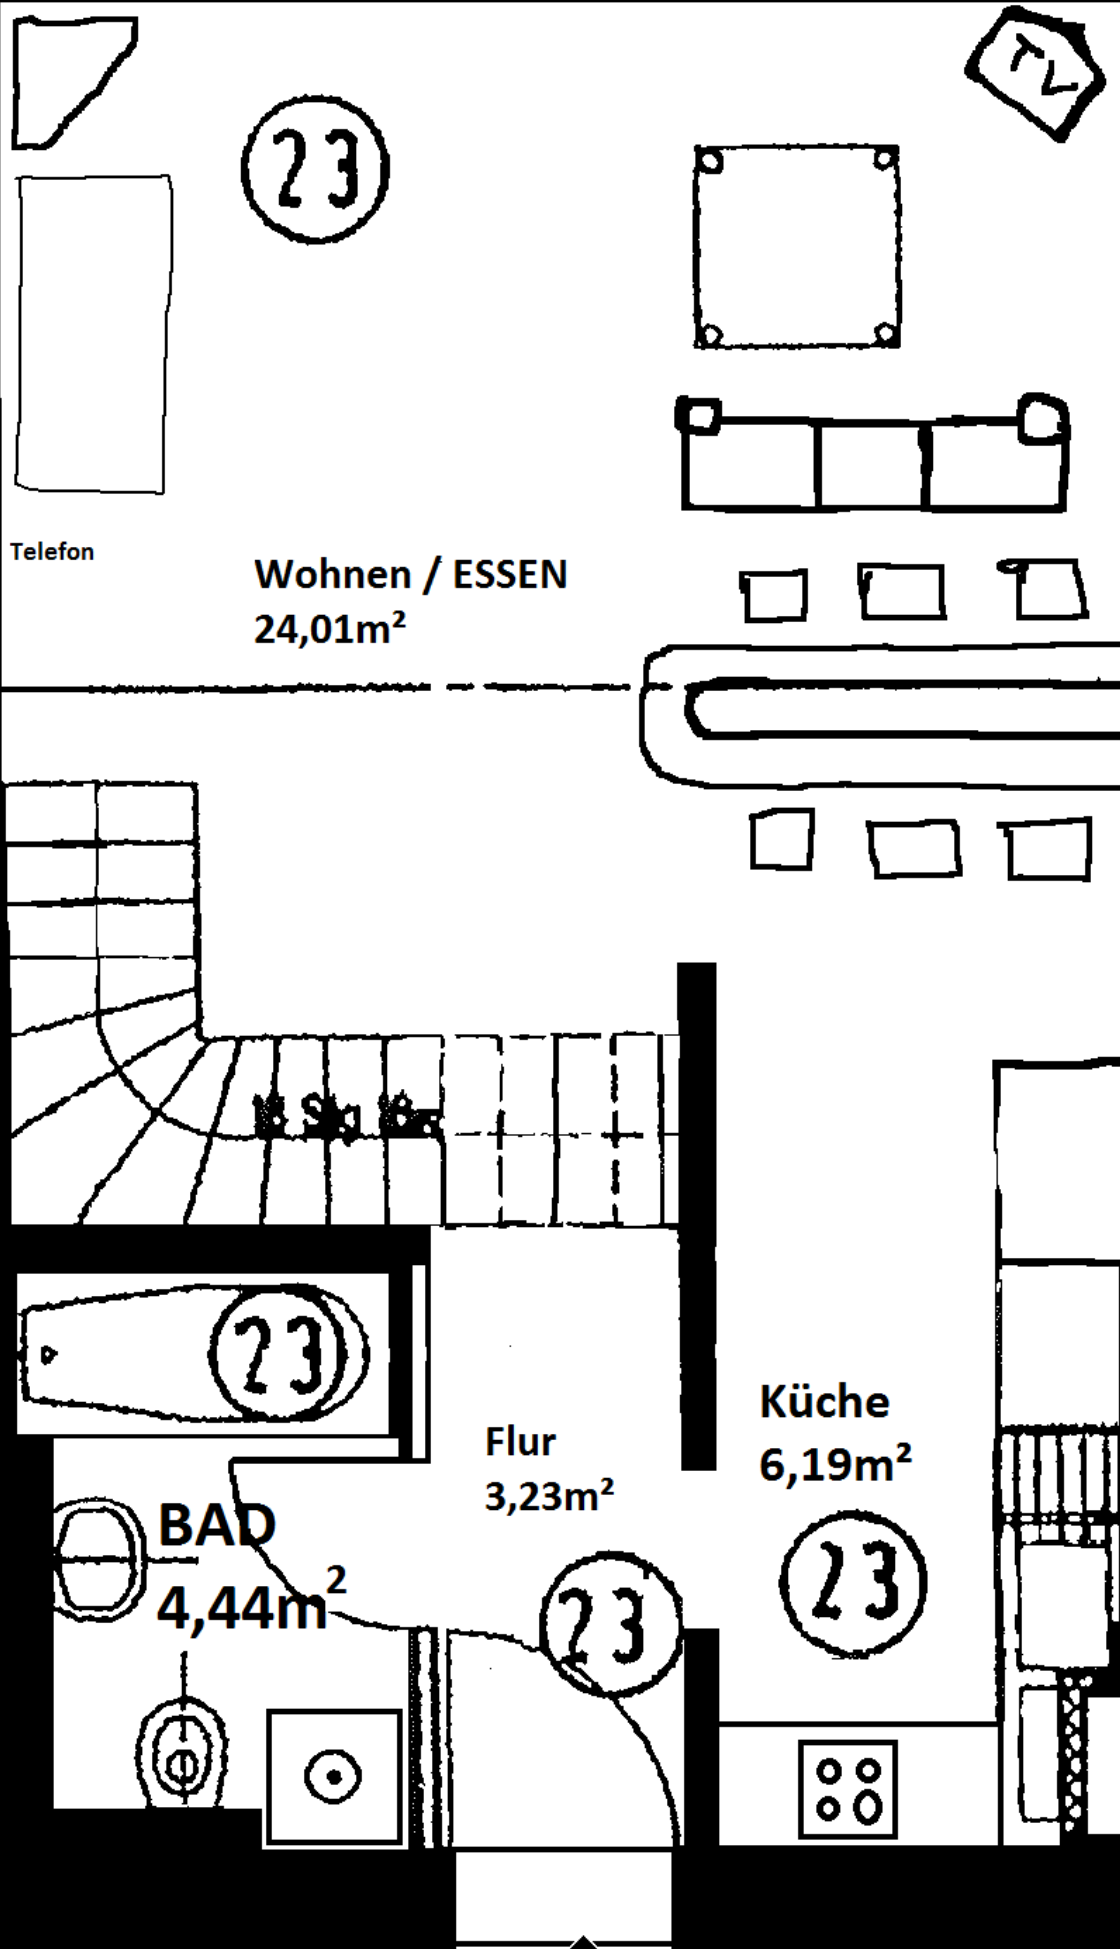 TV
23
Telefon
Wohnen / ESSEN
24,01m²
23
Küche
6,19m²
Flur
3,23m²
BAD
4,44m²
23
23